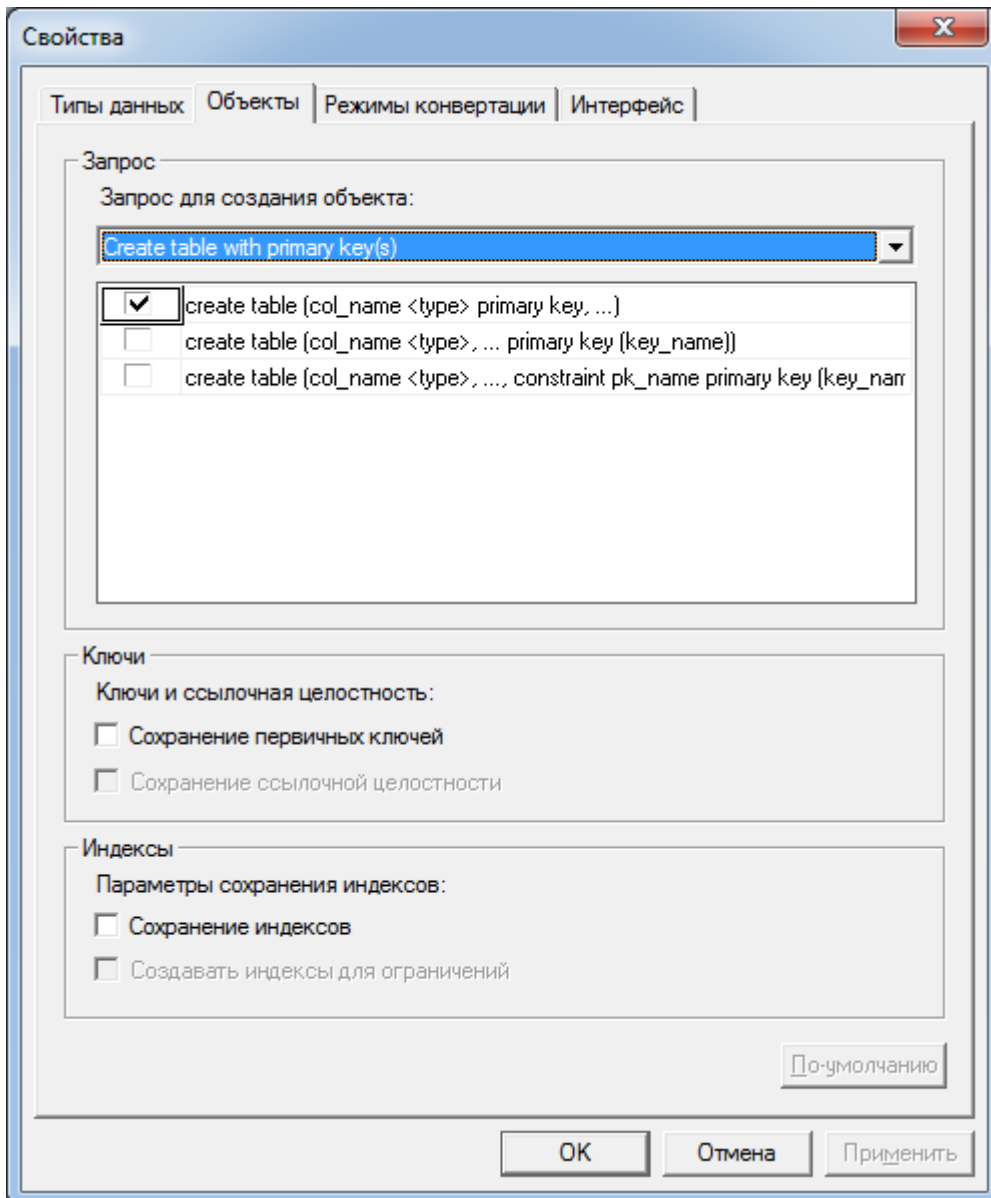 Свойства
Типы данных Объекты Режимы конвертации Интерфейс
Запрос
Запрос для создания объекта:
Create table with primary key(s)
create table (col_name <type> primary key, ...)
create table (col_name <type>, ... primary key (key_name))
create table (col_name <type>, ..., constraint pk_name primary key (key_nam
Ключи
Ключи и ссылочная целостность:
Сохранение первичных ключей
Сохранение ссылочной целостности
Индексы
Параметры сохранения индексов:
Сохранение индексов
Создавать индексы для ограничений
По-умолчанию
OK Отмена Применить